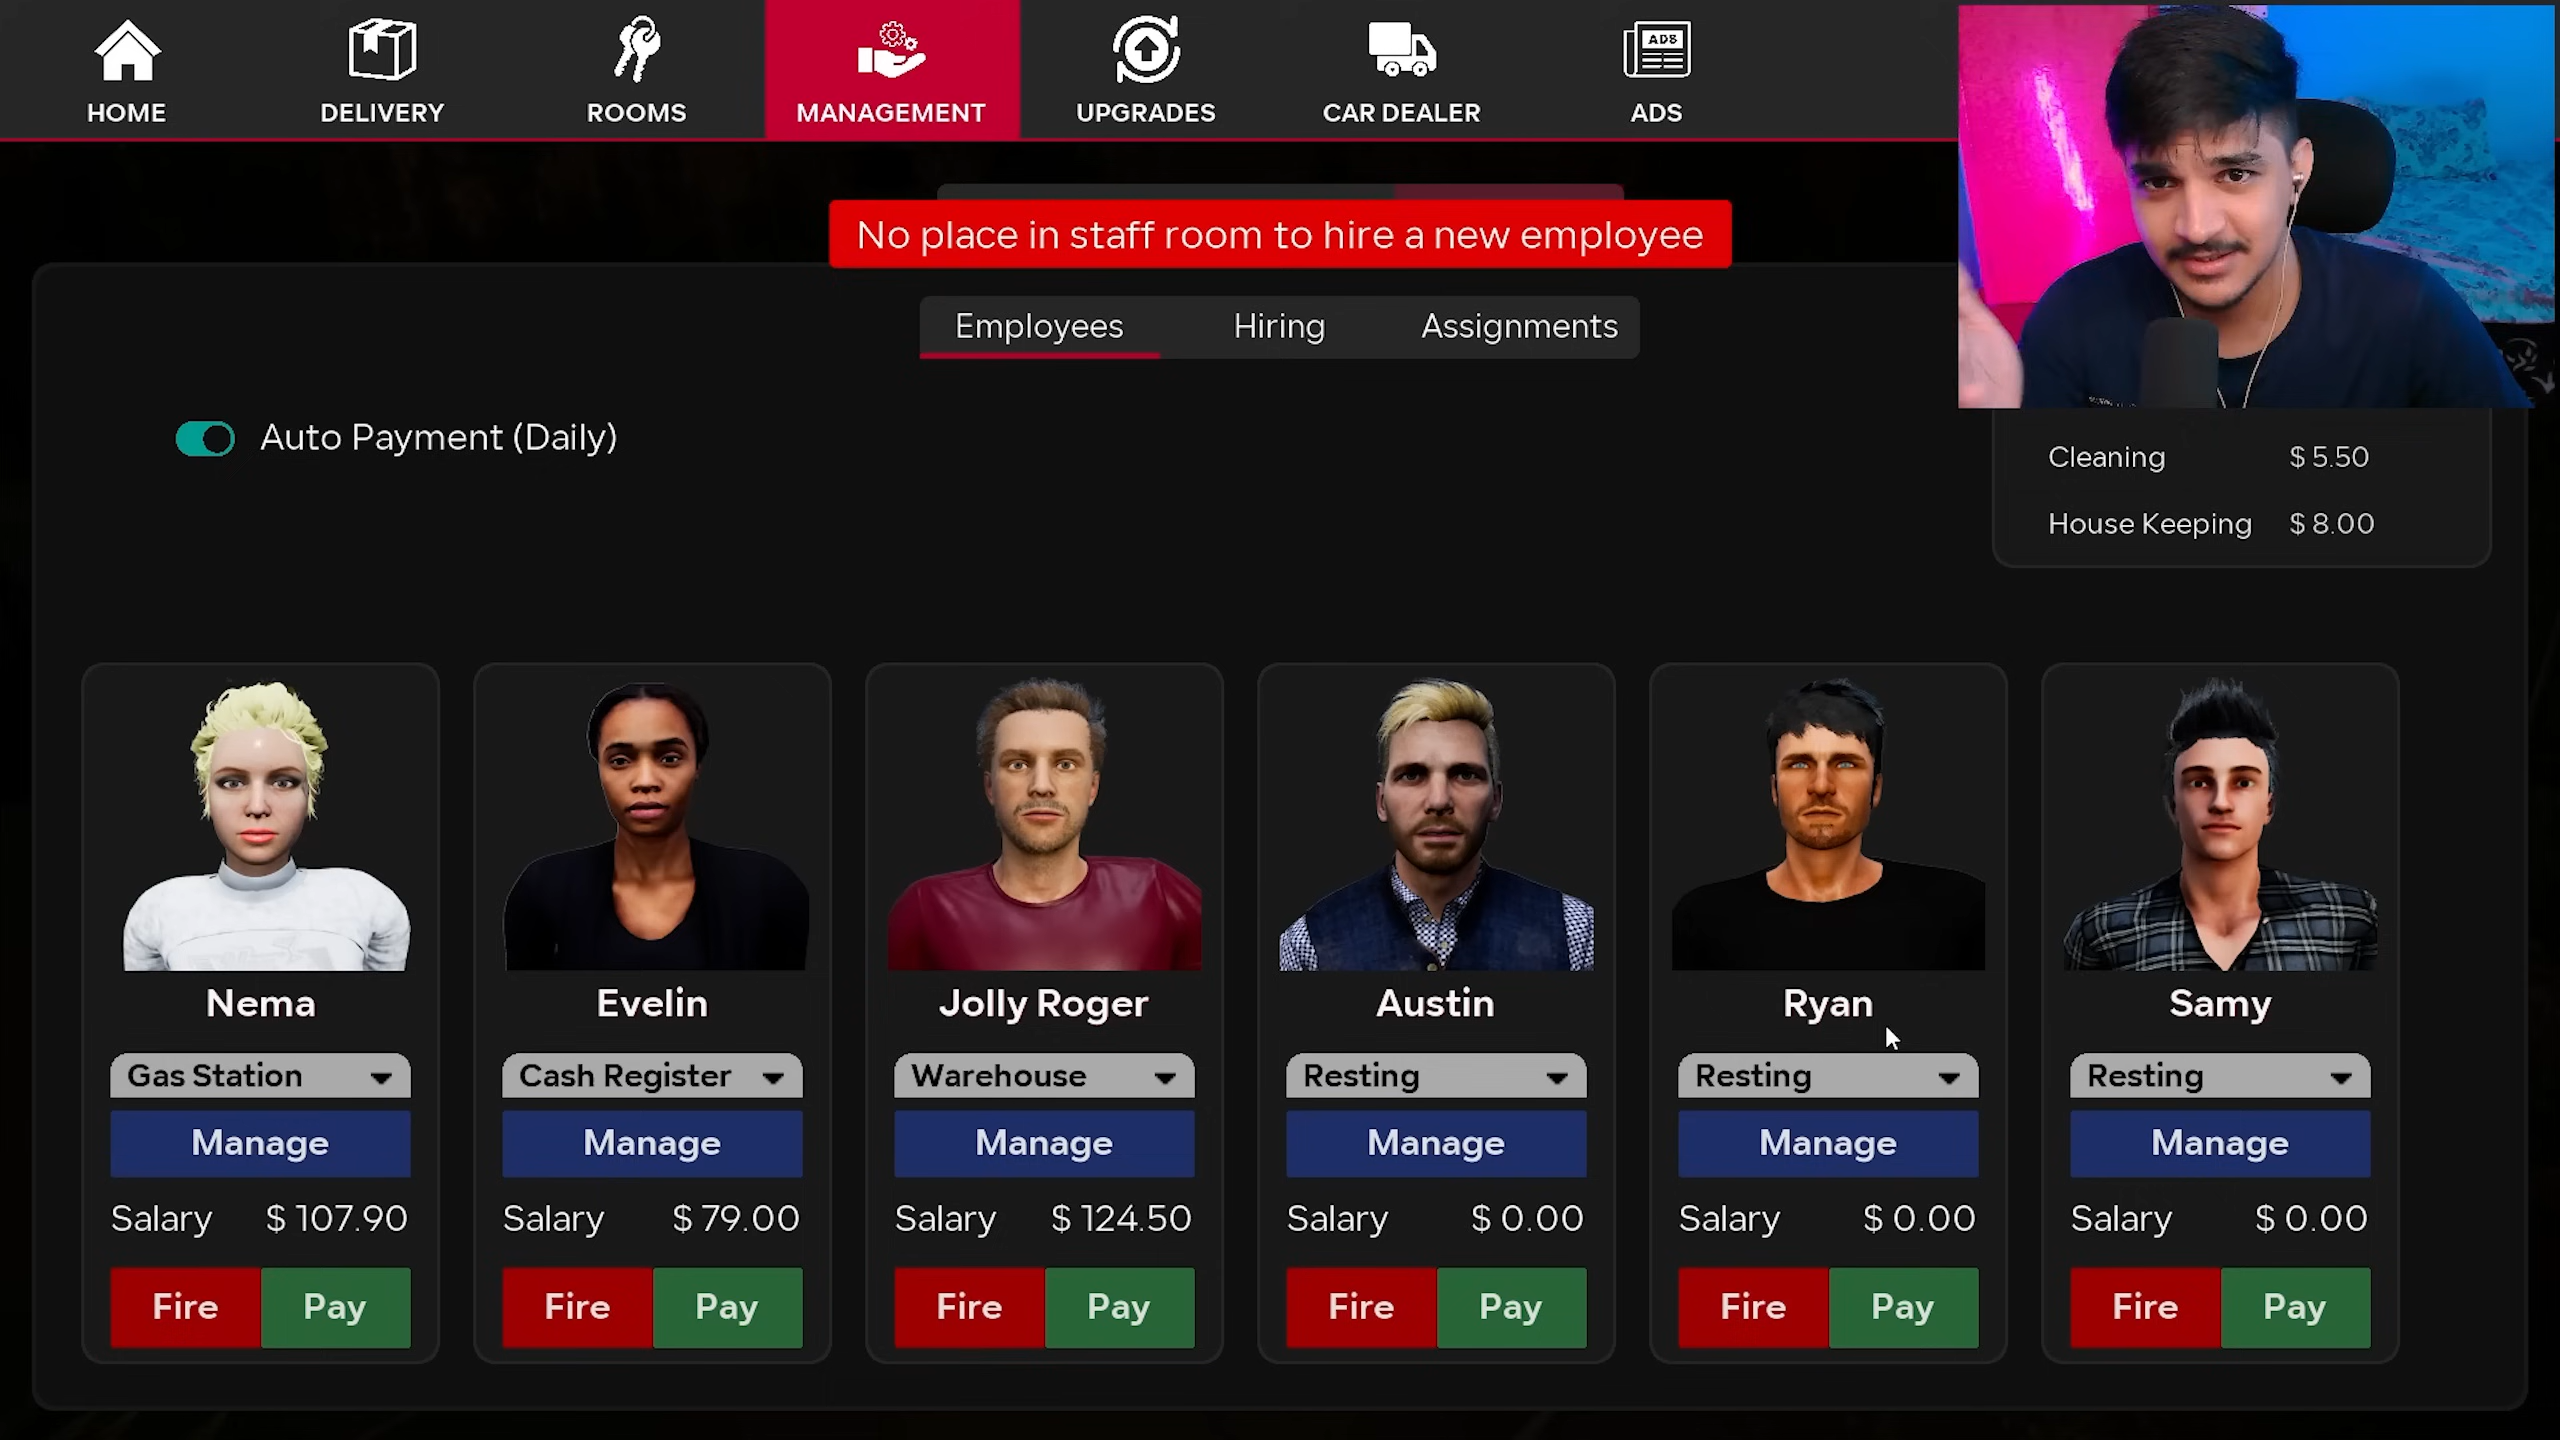 HOME
DELIVERY
ROOMS
MANAGEMENT
UPGRADES
CAR DEALER
ADS
ADS
No place in staff room to hire a new employee
Employees Hiring Assignments
Auto Payment (Daily)
Cleaning $ 5.50
House Keeping $ 8.00
Nema Evelin Jolly Roger Austin Ryan Samy
Gas Station Cash Register Warehouse Resting Resting Resting
Manage Manage Manage Manage Manage Manage
Salary $ 107.90 Salary $ 79.00 Salary $ 124.50 Salary $ 0.00 Salary $ 0.00 Salary $ 0.00
Fire Pay Fire Pay Fire Pay Fire Pay Fire Pay Fire Pay